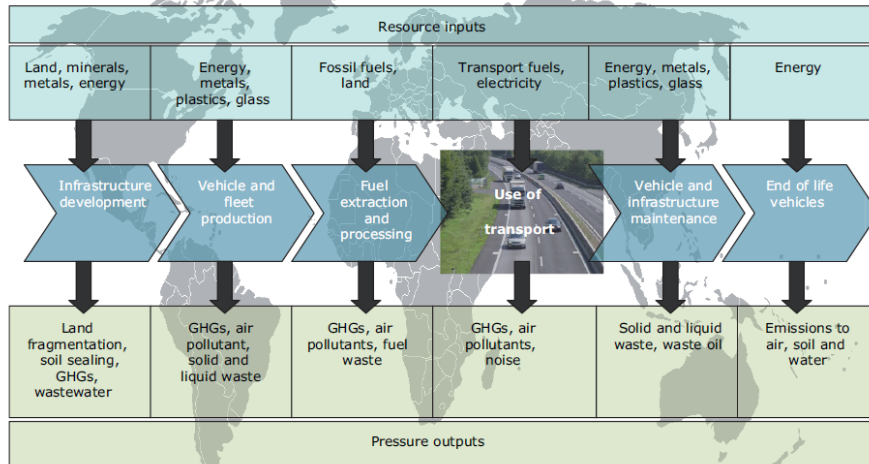 Resource inputs
Land, minerals,
metals, energy
Energy,
metals,
plastics, glass
Fossil fuels,
land
Transport fuels,
electricity
Energy, metals,
plastics, glass
Energy
Infrastructure
development
Vehicle and
fleet
production
Fuel
extraction
and
processing
Use of
transport
Vehicle and
infrastructure
maintenance
End of life
vehicles
Land
fragmentation,
soil sealing,
GHGs,
wastewater
GHGs, air
pollutant,
solid and
liquid waste
GHGs, air
pollutants, fuel
waste
GHGs, air
pollutants,
noise
Solid and liquid
waste, waste oil
Emissions to
air, soil and
water
Pressure outputs